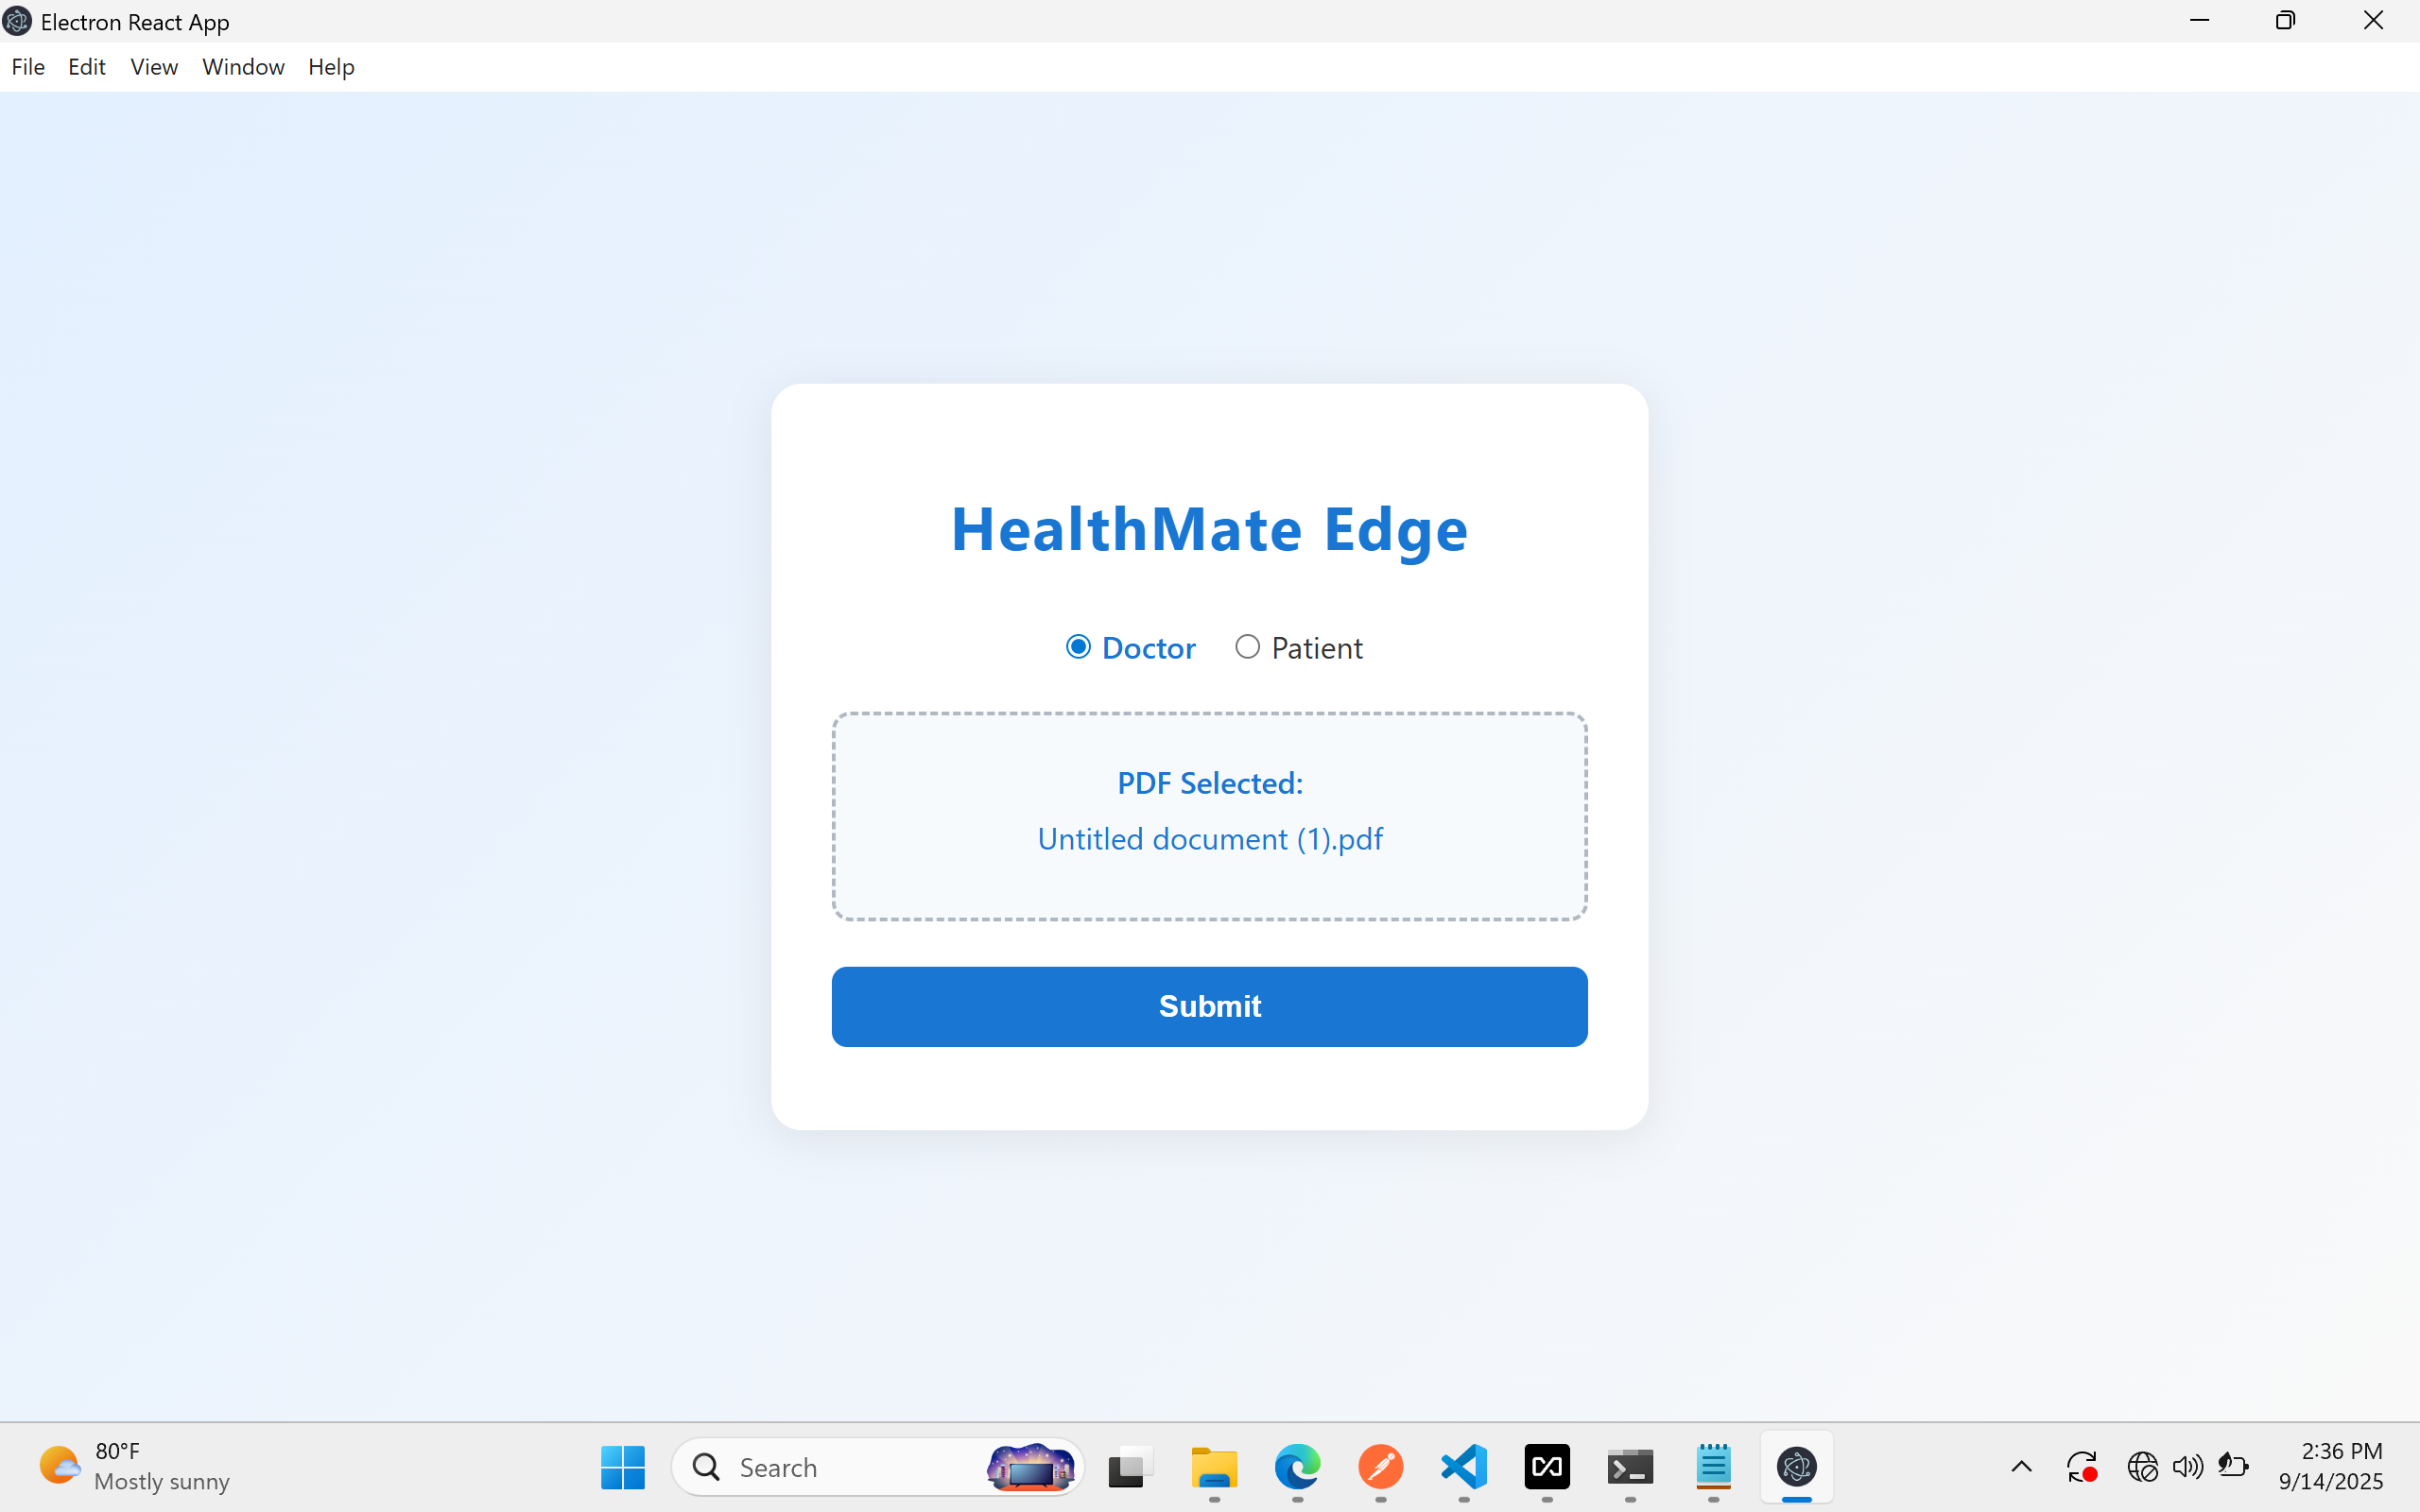 Electron React App
File Edit View Window Help
HealthMate Edge
Doctor Patient
PDF Selected:
Untitled document (1).pdf
Submit
80°F
Mostly sunny
Search
2:36 PM
9/14/2025